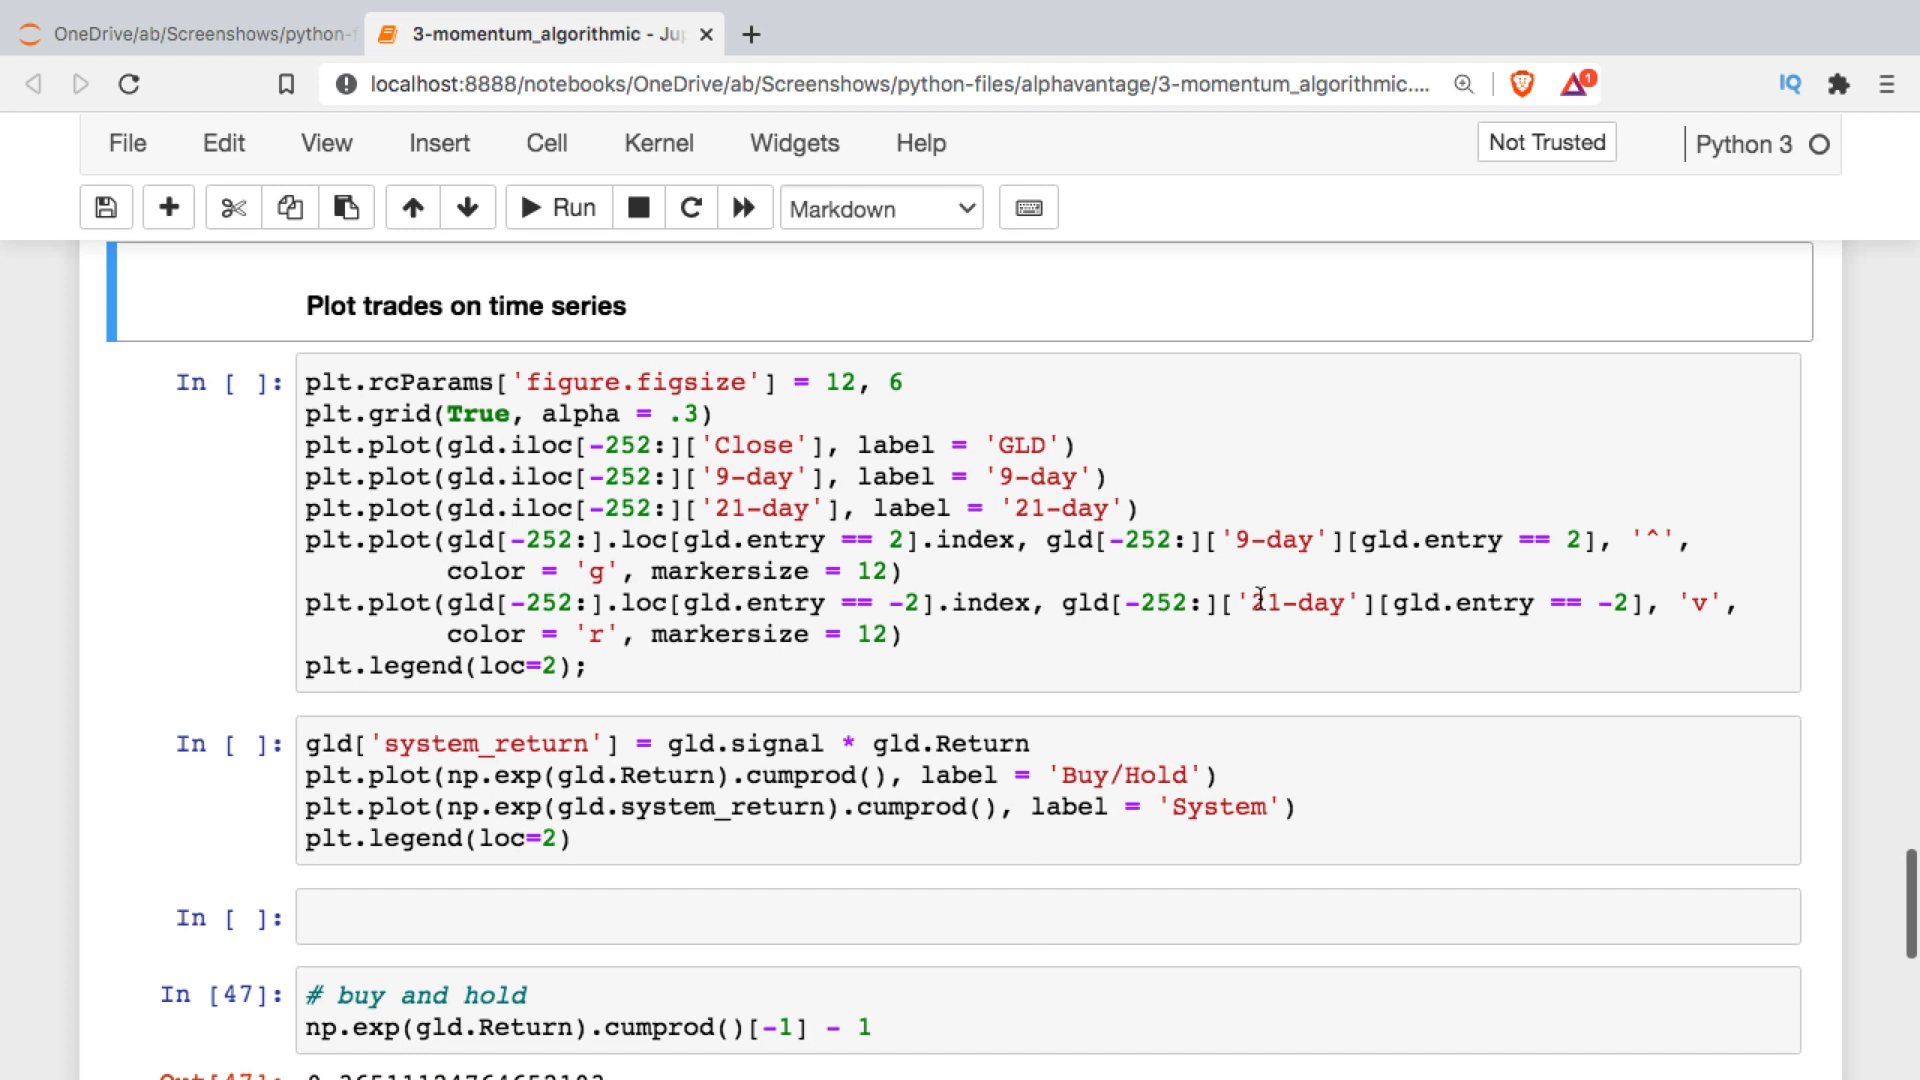 OneDrive/ab/Screenshows/python-f
3-momentum_algorithmic - Jup
localhost:8888/notebooks/OneDrive/ab/Screenshows/python-files/alphavantage/3-momentum_algorithmic....
1
IQ
File Edit View Insert Cell Kernel Widgets Help
Not Trusted
Python 3
Run
Markdown
Plot trades on time series
In [ ]:
plt.rcParams['figure.figsize'] = 12, 6
plt.grid(True, alpha = .3)
plt.plot(gld.iloc[-252:]['Close'], label = 'GLD')
plt.plot(gld.iloc[-252:]['9-day'], label = '9-day')
plt.plot(gld.iloc[-252:]['21-day'], label = '21-day')
plt.plot(gld[-252:].loc[gld.entry == 2].index, gld[-252:]['9-day'][gld.entry == 2], '^',
color = 'g', markersize = 12)
plt.plot(gld[-252:].loc[gld.entry == -2].index, gld[-252:]['21-day'][gld.entry == -2], 'v',
color = 'r', markersize = 12)
plt.legend(loc=2);
In [ ]:
gld['system_return'] = gld.signal * gld.Return
plt.plot(np.exp(gld.Return).cumprod(), label = 'Buy/Hold')
plt.plot(np.exp(gld.system_return).cumprod(), label = 'System')
plt.legend(loc=2)
In [ ]:
In [47]:
# buy and hold
np.exp(gld.Return).cumprod()[-1] - 1